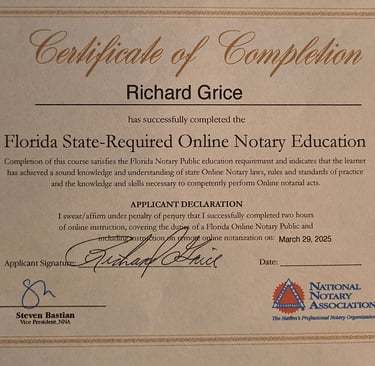 Certificate of Completion
Richard Grice
has successfully completed the
Florida State-Required Online Notary Education
Completion of this course satisfies the Florida Notary Public education requirement and indicates that the learner
has achieved a sound knowledge and understanding of state Online Notary laws, rules and standards of practice
and the knowledge and skills necessary to competently perform Online notarial acts.
APPLICANT DECLARATION
I swear/affirm under penalty of perjury that I successfully completed two hours
of online instruction, covering the duties of a Florida Online Notary Public and
including instruction on remote online notarization on: March 29, 2025
Applicant Signature: Richard Grice Date:
Steven Bastian
Vice President, NNA
NATIONAL
NOTARY
ASSOCIATION
The Nation's Professional Notary Organization